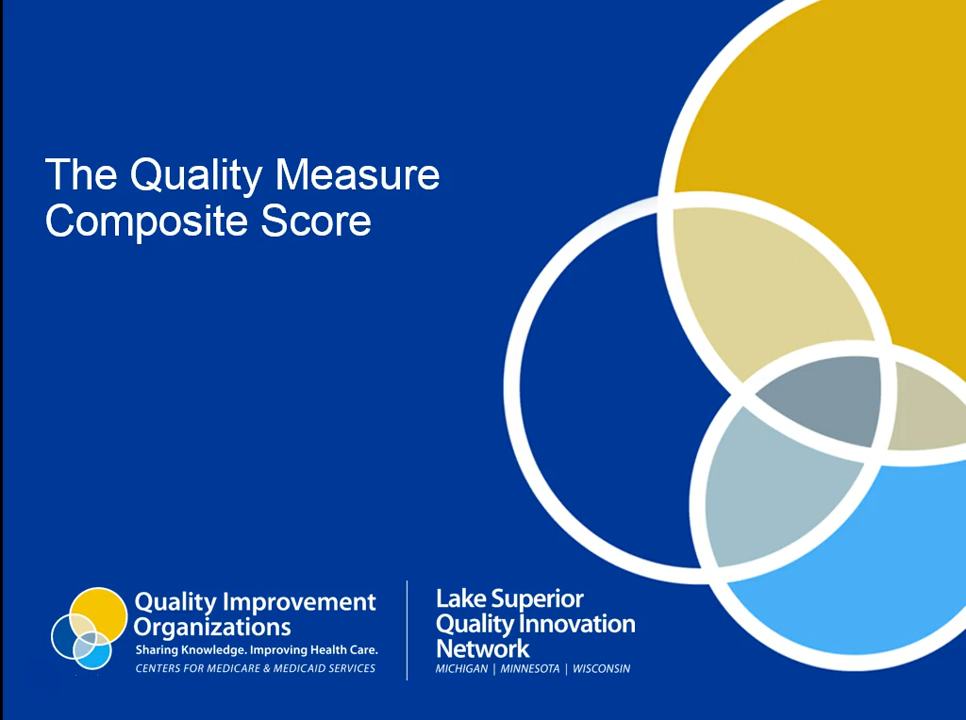 The Quality Measure
Composite Score
Quality Improvement
Organizations
Sharing Knowledge. Improving Health Care.
CENTERS FOR MEDICARE & MEDICAID SERVICES
Lake Superior
Quality Innovation
Network
MICHIGAN | MINNESOTA | WISCONSIN